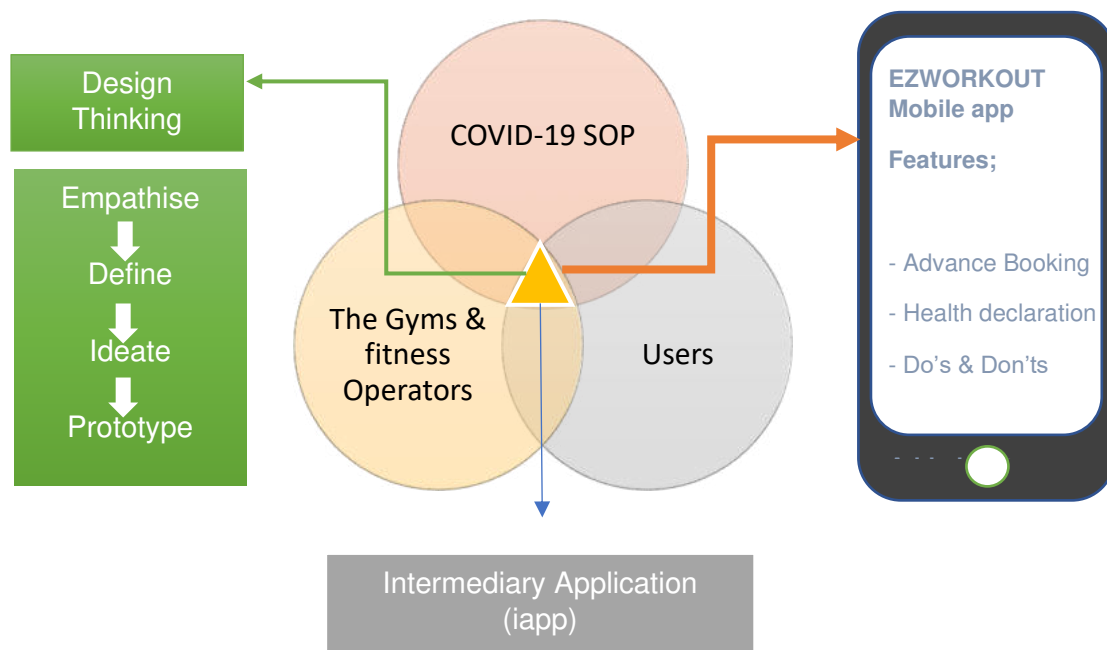 Design
Thinking
Empathise
Define
Ideate
Prototype
COVID-19 SOP
The Gyms &
fitness
Operators
Users
Intermediary Application
(iapp)
EZWORKOUT
Mobile app
Features;
- Advance Booking
- Health declaration
- Do’s & Don’ts
- - - -